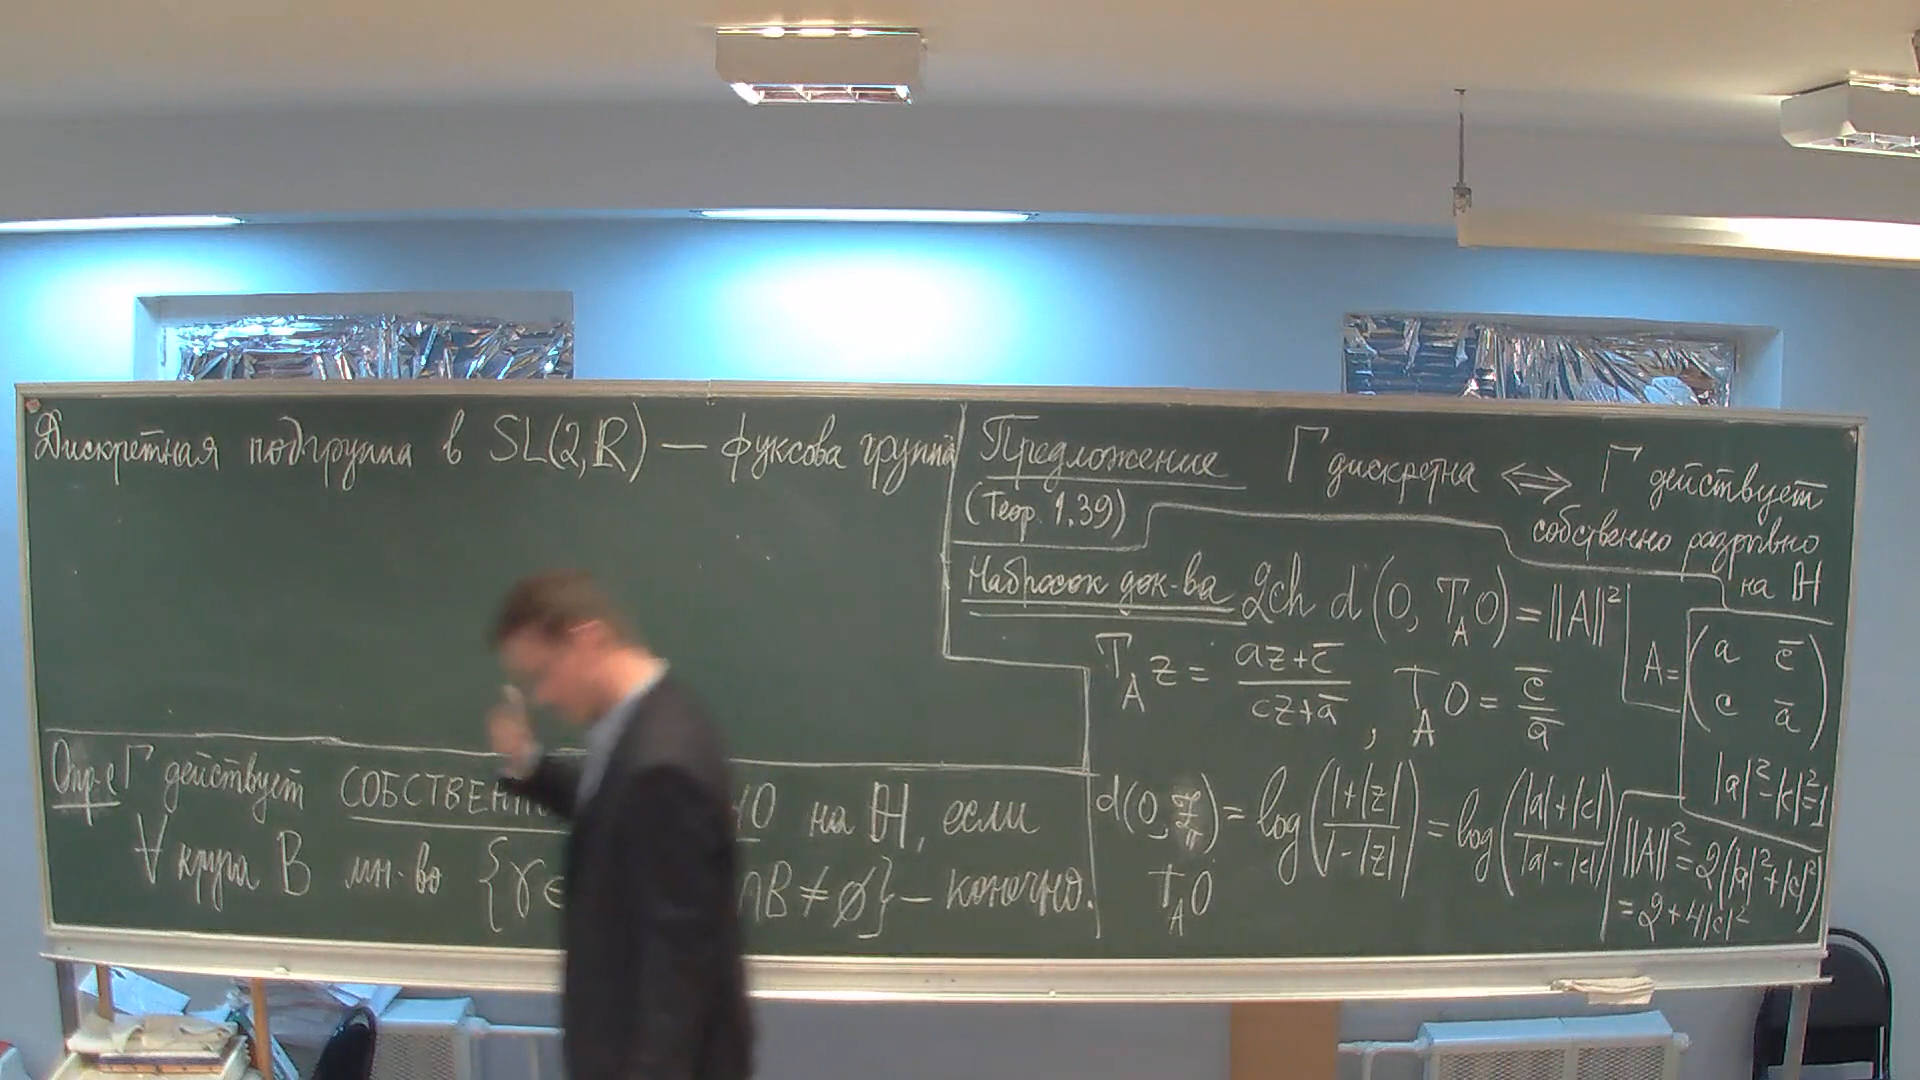 Дискретная подгруппа в SL(2,ℝ) — фуксова группа
Опр-е Γ действует СОБСТВЕНН О на ℍ, если
∀ круга B мн-во {γ∈ ∩B≠∅} — конечно.
Предложение Γ дискретна ⟺ Γ действует
(Теор. 1.39) собственно разрывно
на ℍ
Набросок док-ва 2ch d(0, T_A 0) = ||A||²
A = (a c̄
c ā)
T_A z = (az+c̄)/(cz+ā), T_A 0 = c̄/ā
|a|²-|c|²=1
d(0, z) = log((1+|z|)/(1-|z|)) = log((|a|+|c|)/(|a|-|c|))
T_A 0
||A||² = 2(|a|²+|c|²)
= 2+4|c|²